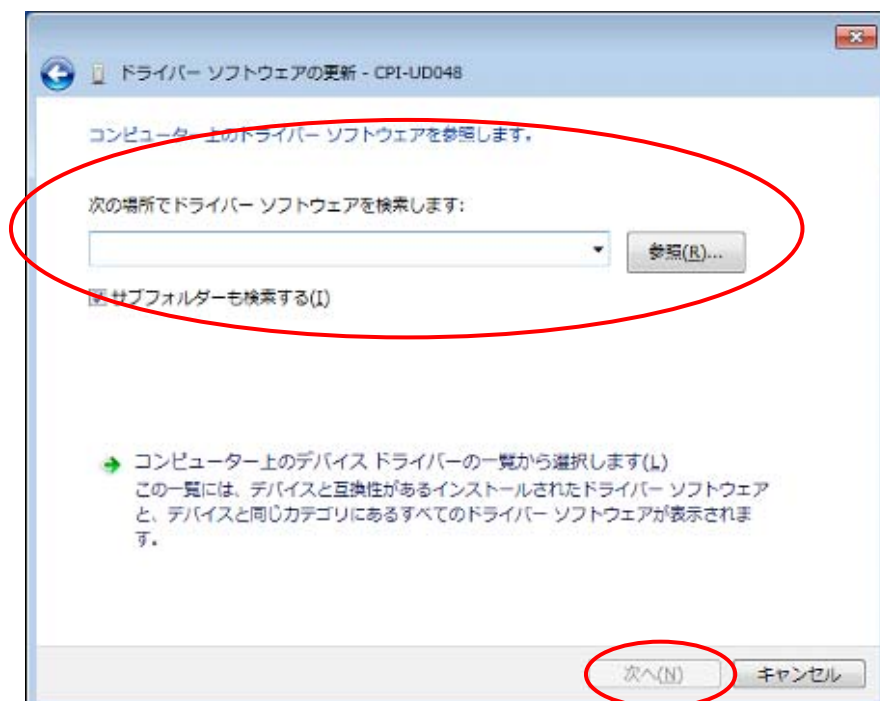 ドライバー ソフトウェアの更新 - CPI-UD048
コンピューター上のドライバー ソフトウェアを参照します。
次の場所でドライバー ソフトウェアを検索します:
参照(R)...
サブフォルダーも検索する(I)
コンピューター上のデバイス ドライバーの一覧から選択します(L)
この一覧には、デバイスと互換性があるインストールされたドライバー ソフトウェア
と、デバイスと同じカテゴリにあるすべてのドライバー ソフトウェアが表示されま
す。
次へ(N)
キャンセル